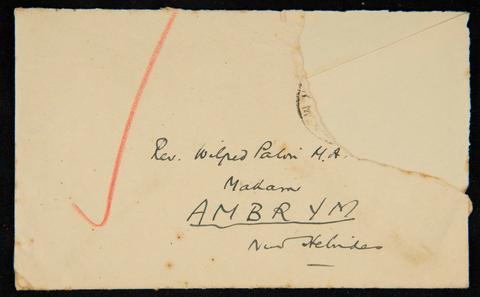 Rev. Wilfred Paton M.A.
Maham
AMBRYM
New Hebrides